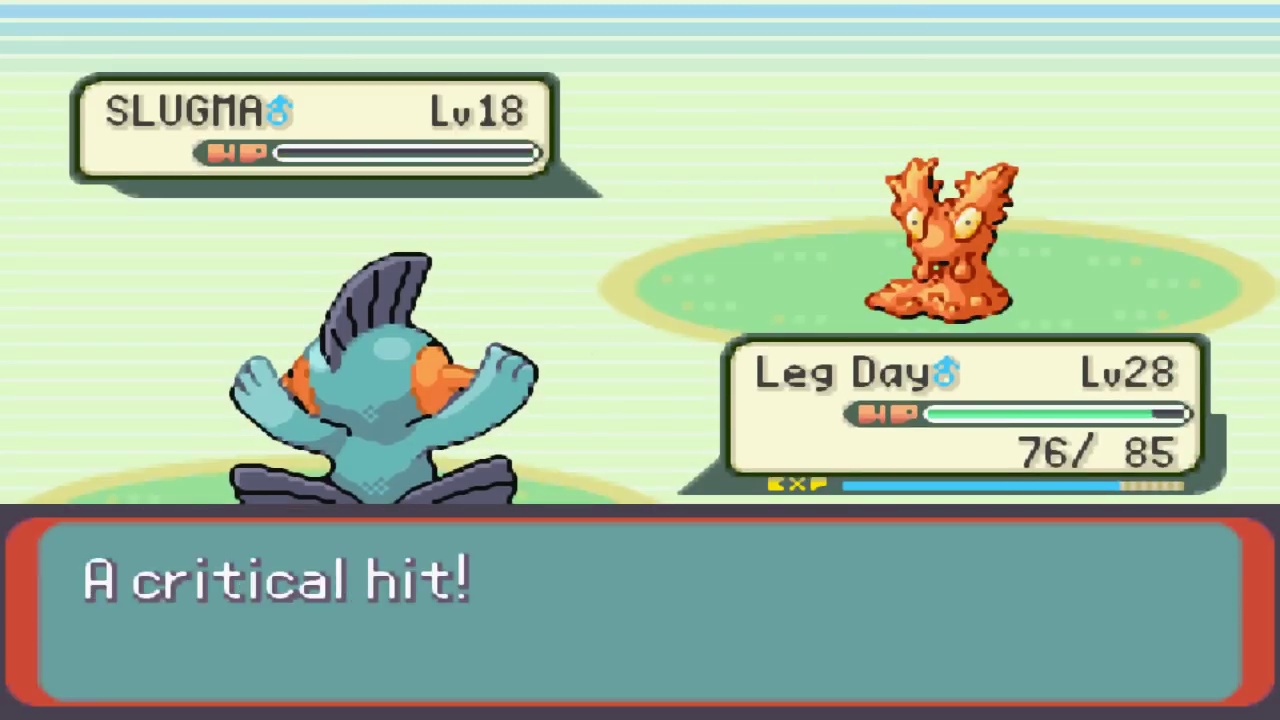 SLUGMA♂ Lv18
HP
Leg Day♂ Lv28
HP
76/ 85
EXP
A critical hit!